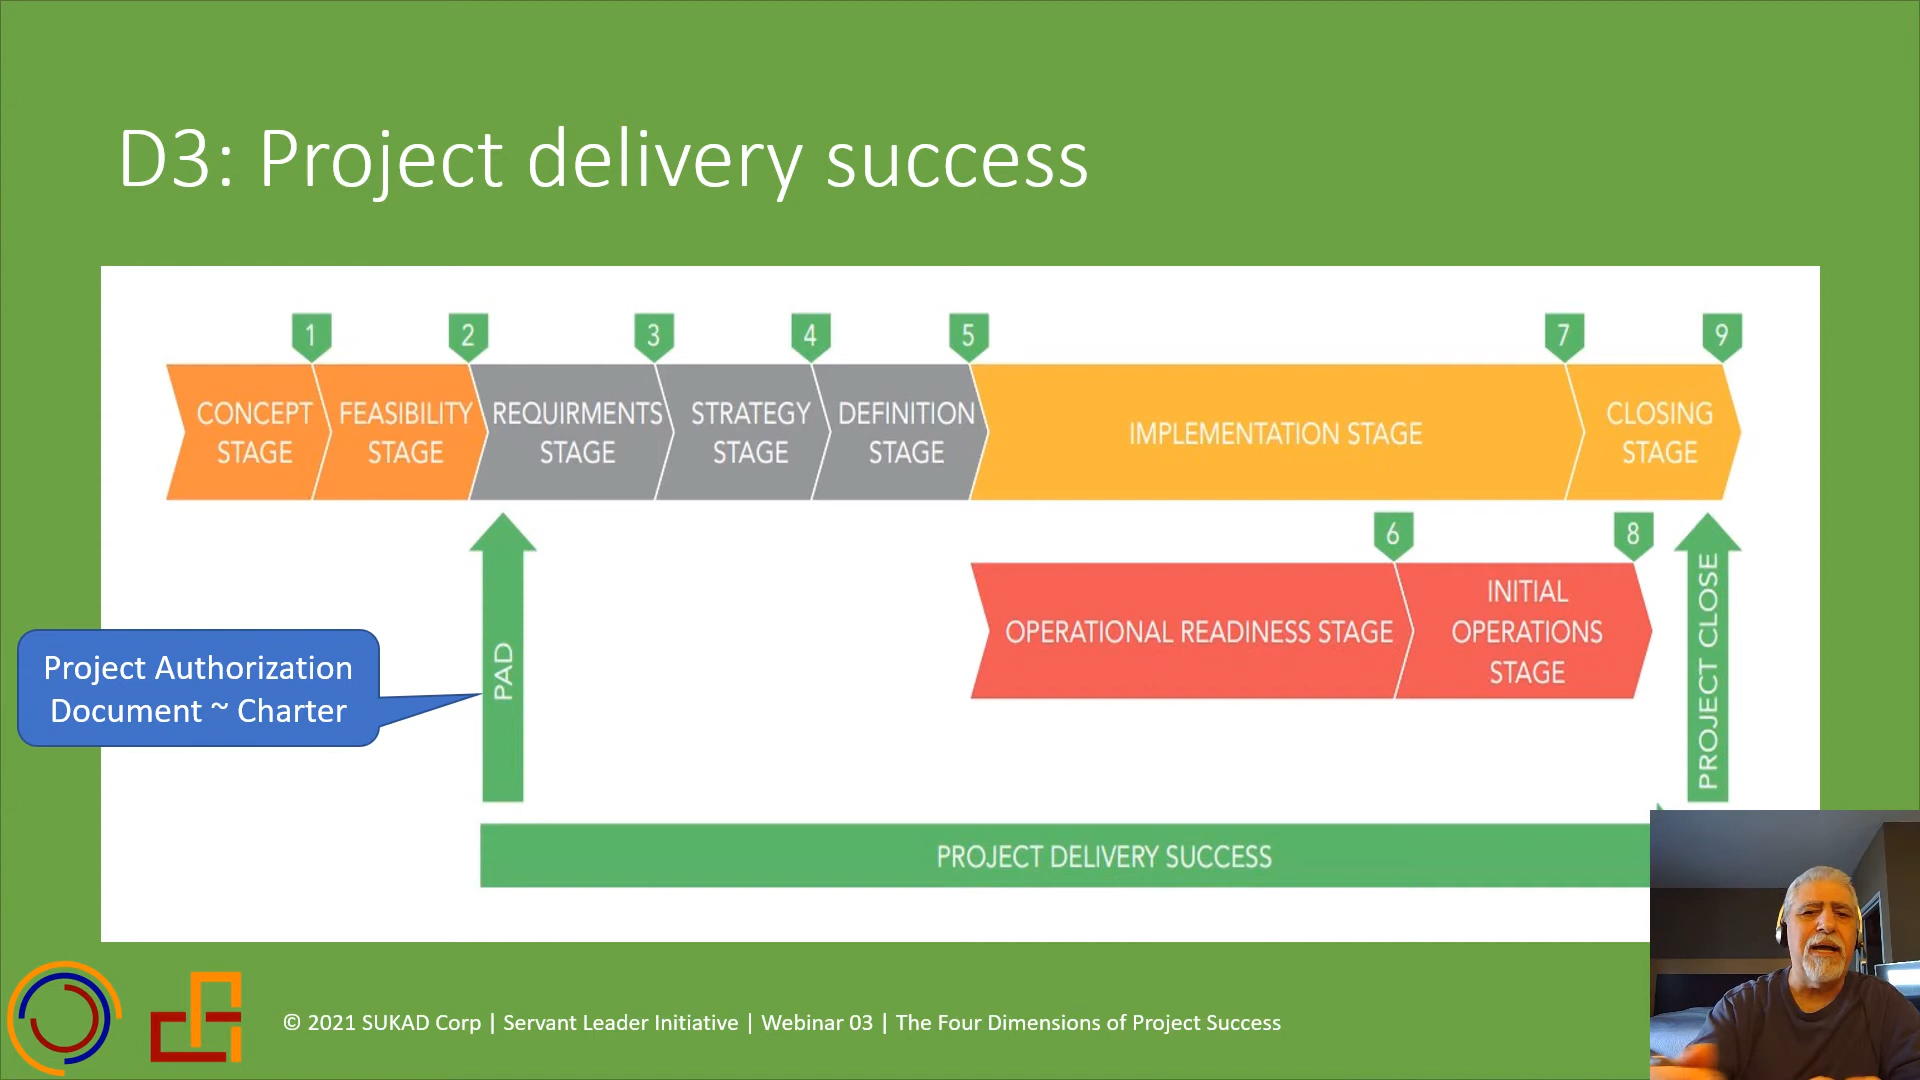 D3: Project delivery success
1
2
3
4
5
7
9
CONCEPT
STAGE
FEASIBILITY
STAGE
REQUIRMENTS
STAGE
STRATEGY
STAGE
DEFINITION
STAGE
IMPLEMENTATION STAGE
CLOSING
STAGE
6
8
OPERATIONAL READINESS STAGE
INITIAL
OPERATIONS
STAGE
PAD
PROJECT CLOSE
Project Authorization
Document ~ Charter
PROJECT DELIVERY SUCCESS
© 2021 SUKAD Corp | Servant Leader Initiative | Webinar 03 | The Four Dimensions of Project Success